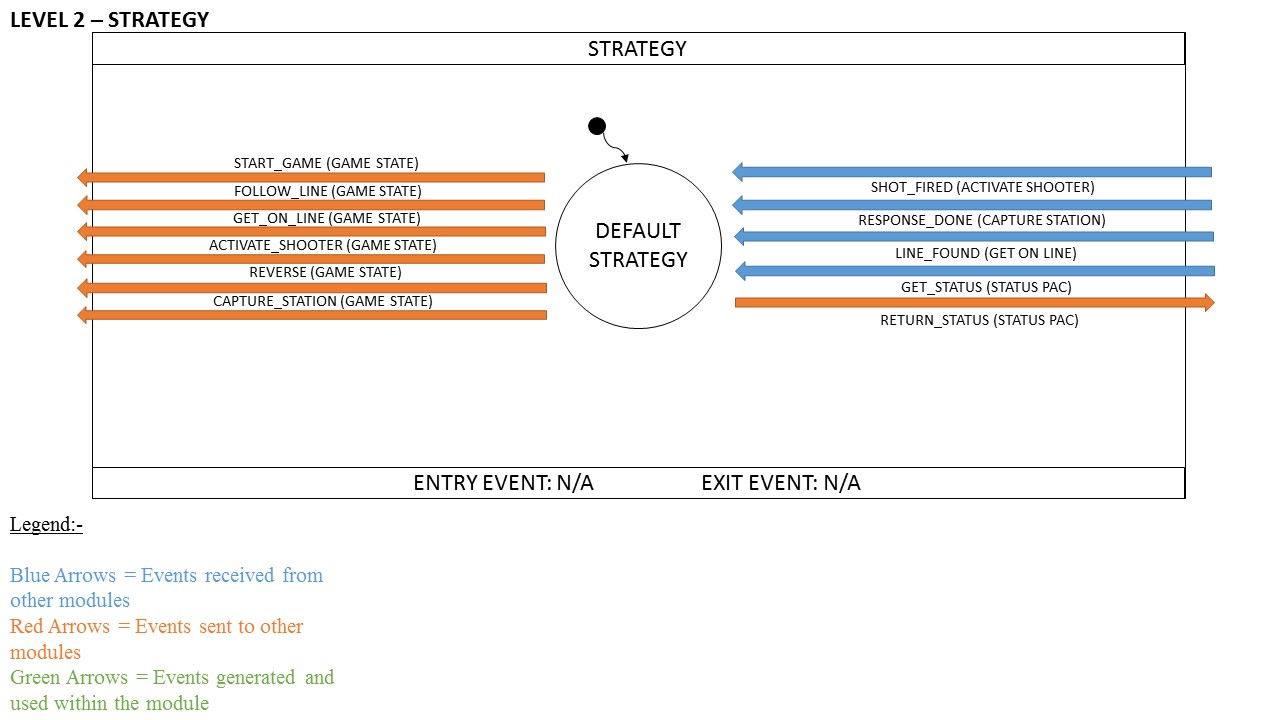 LEVEL 2 – STRATEGY
STRATEGY
START_GAME (GAME STATE)
FOLLOW_LINE (GAME STATE)
GET_ON_LINE (GAME STATE)
ACTIVATE_SHOOTER (GAME STATE)
REVERSE (GAME STATE)
CAPTURE_STATION (GAME STATE)
DEFAULT
STRATEGY
SHOT_FIRED (ACTIVATE SHOOTER)
RESPONSE_DONE (CAPTURE STATION)
LINE_FOUND (GET ON LINE)
GET_STATUS (STATUS PAC)
RETURN_STATUS (STATUS PAC)
ENTRY EVENT: N/A EXIT EVENT: N/A
Legend:-
Blue Arrows = Events received from
other modules
Red Arrows = Events sent to other
modules
Green Arrows = Events generated and
used within the module